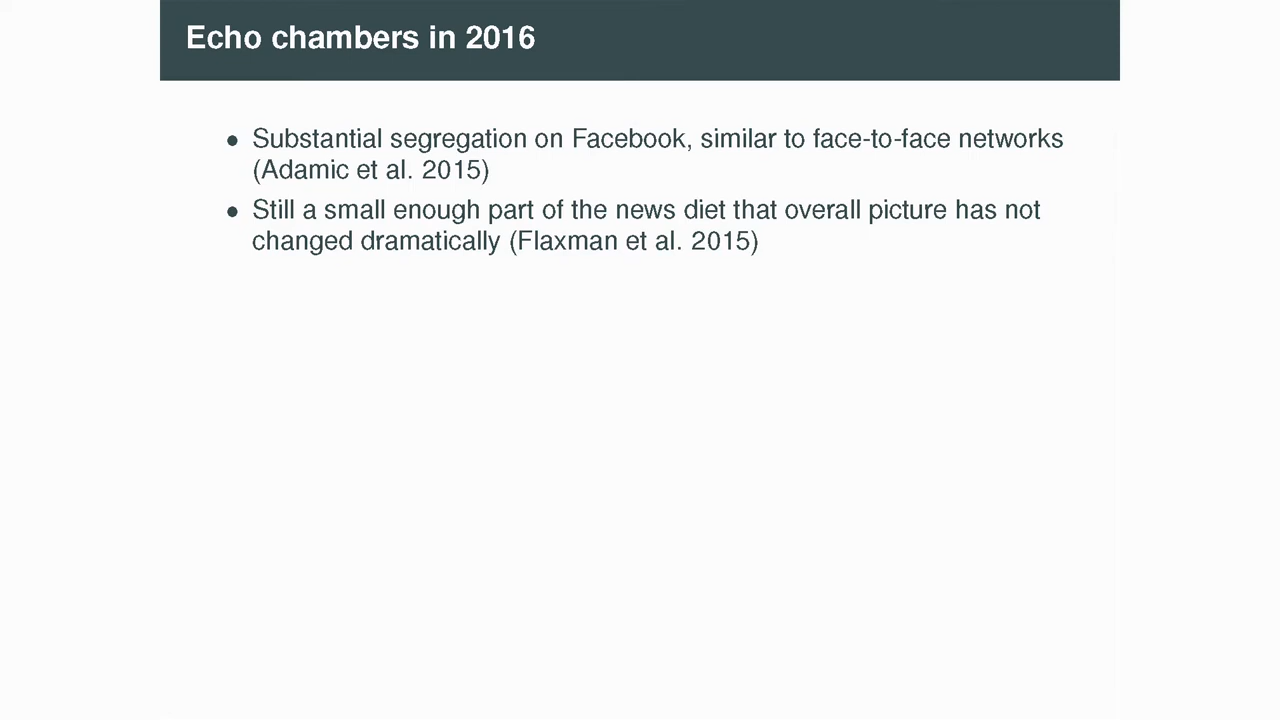 Echo chambers in 2016
• Substantial segregation on Facebook, similar to face-to-face networks
(Adamic et al. 2015)
• Still a small enough part of the news diet that overall picture has not
changed dramatically (Flaxman et al. 2015)